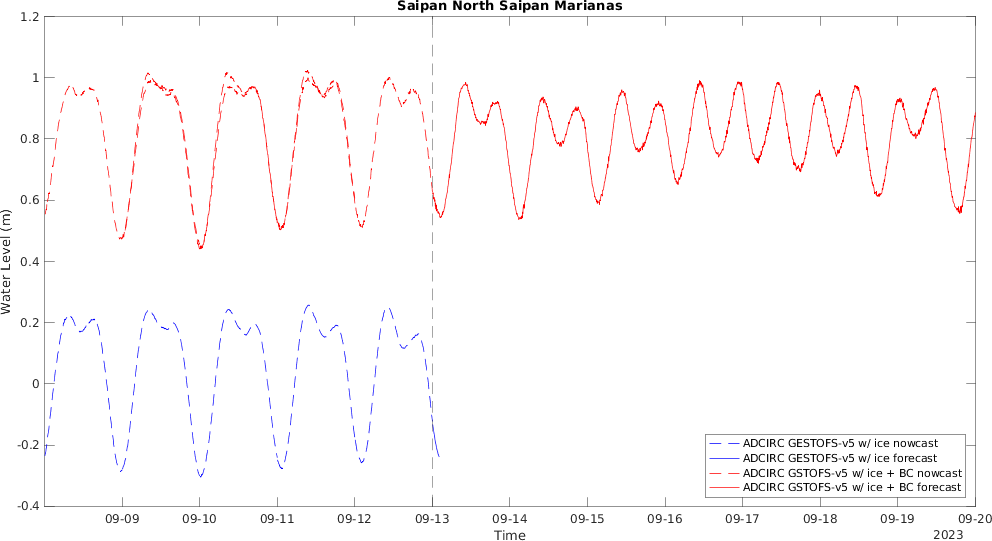 Saipan North Saipan Marianas
1.2
1
0.8
0.6
0.4
0.2
0
-0.2
-0.4
Water Level (m)
ADCIRC GESTOFS-v5 w/ ice nowcast
ADCIRC GESTOFS-v5 w/ ice forecast
ADCIRC GSTOFS-v5 w/ ice + BC nowcast
ADCIRC GSTOFS-v5 w/ ice + BC forecast
09-09 09-10 09-11 09-12 09-13 09-14 09-15 09-16 09-17 09-18 09-19 09-20
Time
2023